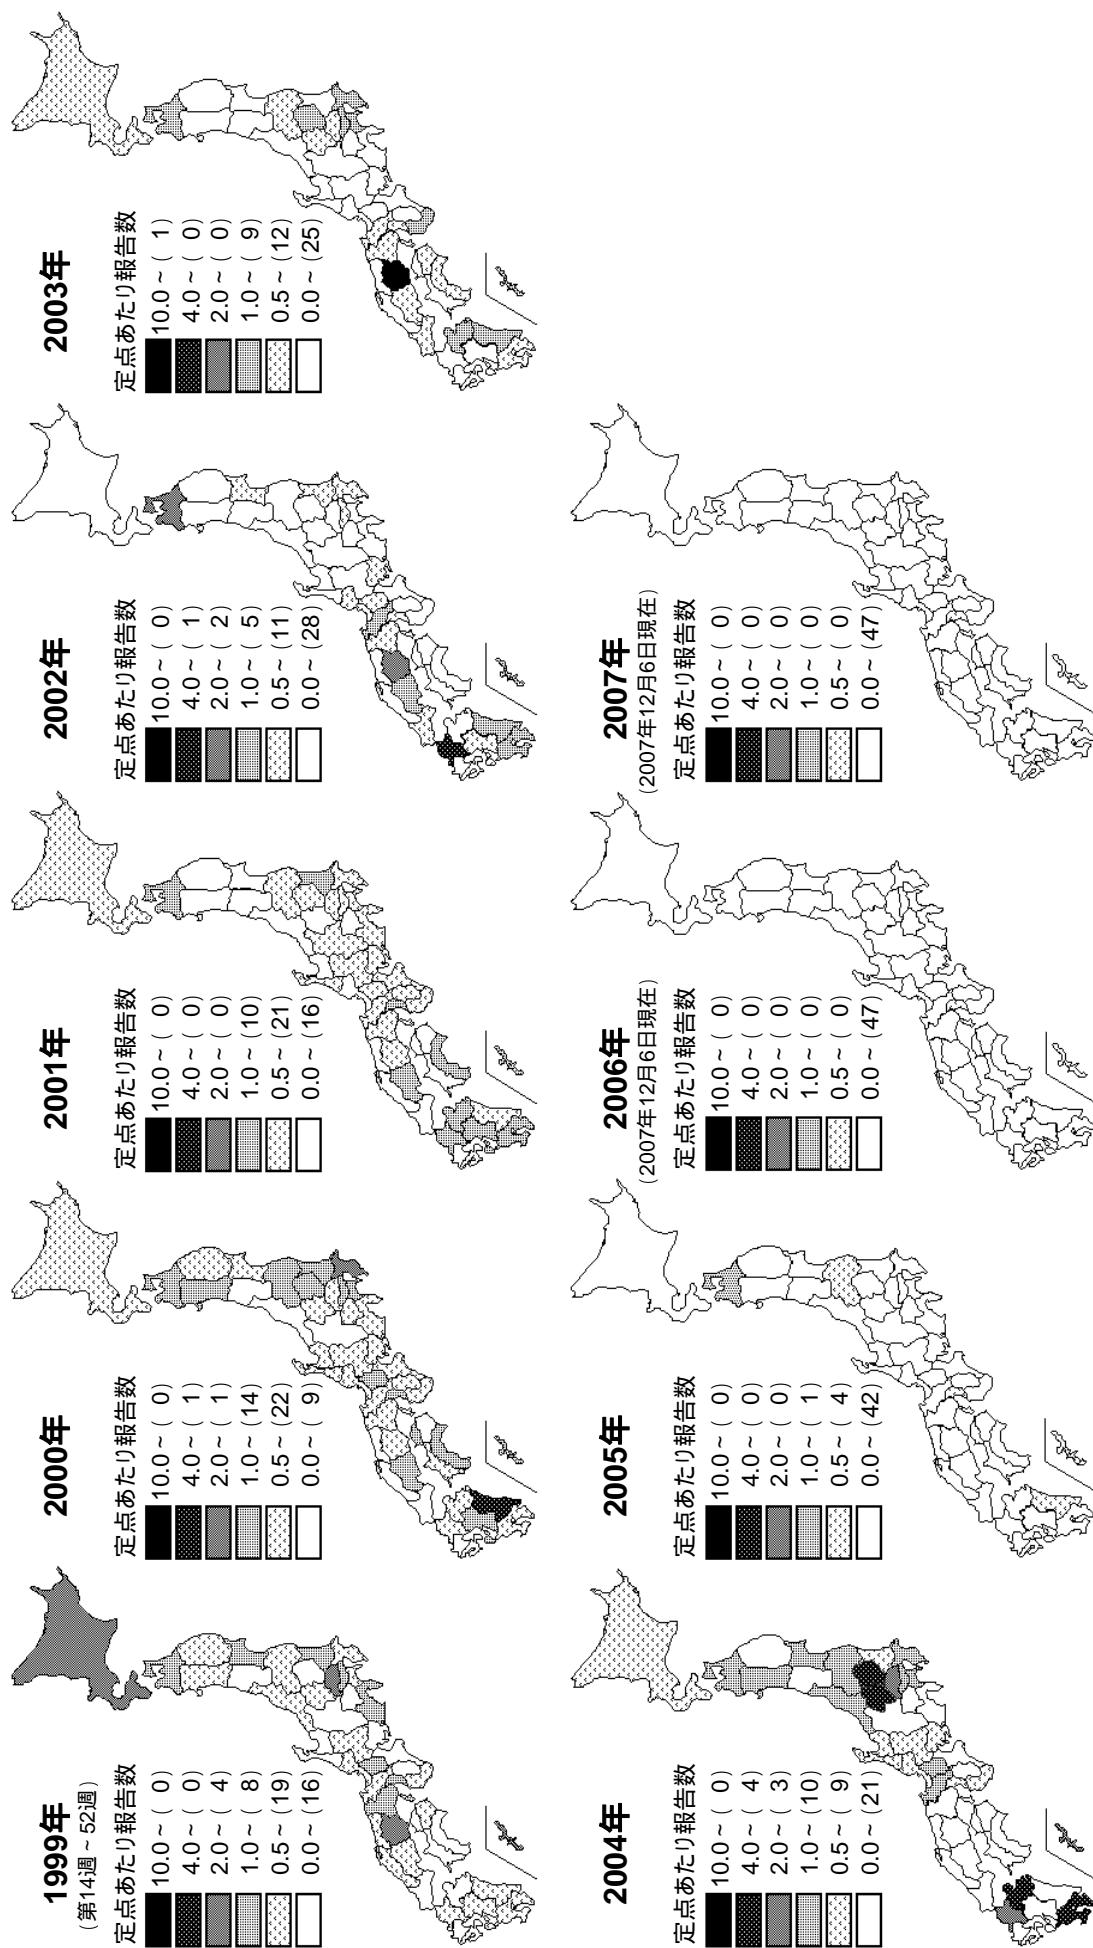 1999年
(第14週~52週)
定点あたり報告数
10.0~( 0)
4.0~( 0)
2.0~( 4)
1.0~( 8)
0.5~(19)
0.0~(16)
2000年
定点あたり報告数
10.0~( 0)
4.0~( 1)
2.0~( 1)
1.0~(14)
0.5~(22)
0.0~( 9)
2001年
定点あたり報告数
10.0~( 0)
4.0~( 0)
2.0~( 0)
1.0~(10)
0.5~(21)
0.0~(16)
2002年
定点あたり報告数
10.0~( 0)
4.0~( 1)
2.0~( 2)
1.0~( 5)
0.5~(11)
0.0~(28)
2003年
定点あたり報告数
10.0~( 1)
4.0~( 0)
2.0~( 0)
1.0~( 9)
0.5~(12)
0.0~(25)
2004年
定点あたり報告数
10.0~( 0)
4.0~( 4)
2.0~( 3)
1.0~(10)
0.5~( 9)
0.0~(21)
2005年
定点あたり報告数
10.0~( 0)
4.0~( 0)
2.0~( 0)
1.0~( 1)
0.5~( 4)
0.0~(42)
2006年
(2007年12月6日現在)
定点あたり報告数
10.0~( 0)
4.0~( 0)
2.0~( 0)
1.0~( 0)
0.5~( 0)
0.0~(47)
2007年
(2007年12月6日現在)
定点あたり報告数
10.0~( 0)
4.0~( 0)
2.0~( 0)
1.0~( 0)
0.5~( 0)
0.0~(47)